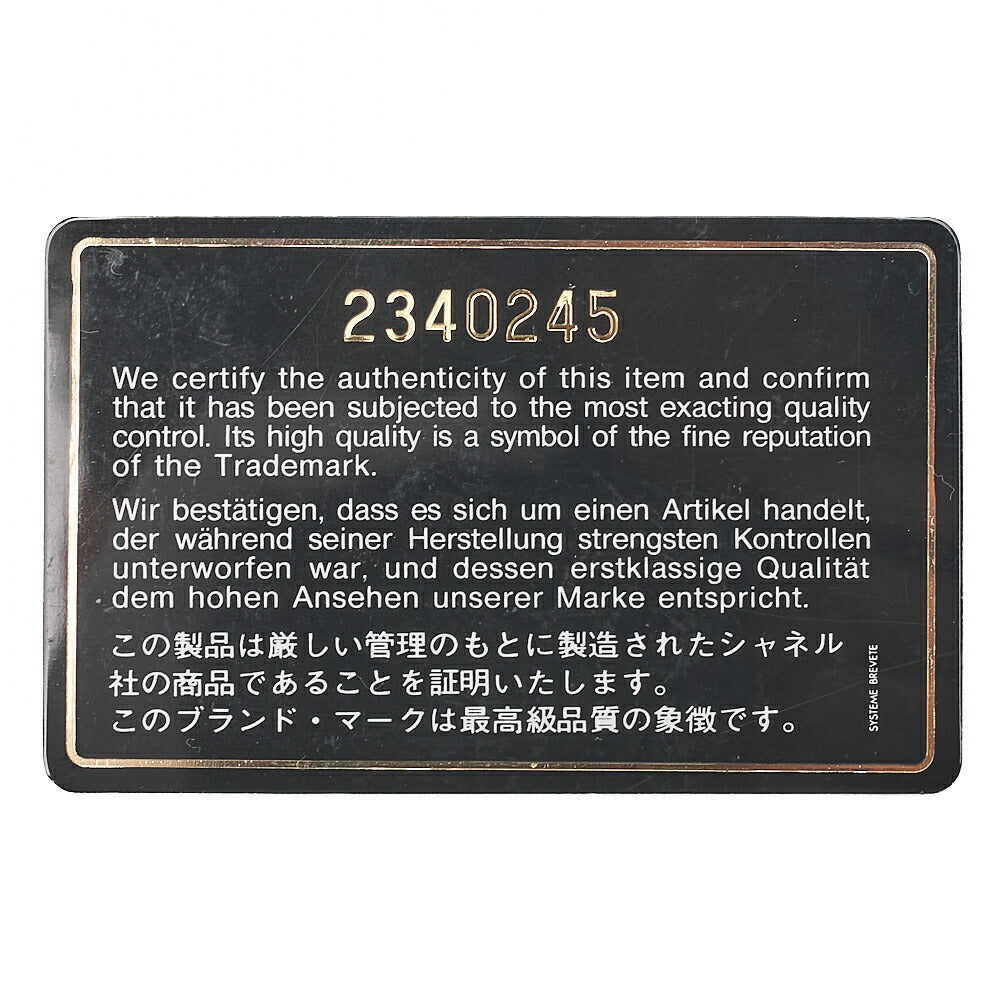 2340245
We certify the authenticity of this item and confirm
that it has been subjected to the most exacting quality
control. Its high quality is a symbol of the fine reputation
of the Trademark.
Wir bestätigen, dass es sich um einen Artikel handelt,
der während seiner Herstellung strengsten Kontrollen
unterworfen war, und dessen erstklassige Qualität
dem hohen Ansehen unserer Marke entspricht.
この製品は厳しい管理のもとに製造されたシャネル
社の商品であることを証明いたします。
このブランド・マークは最高級品質の象徴です。
SYSTEME BREVETE